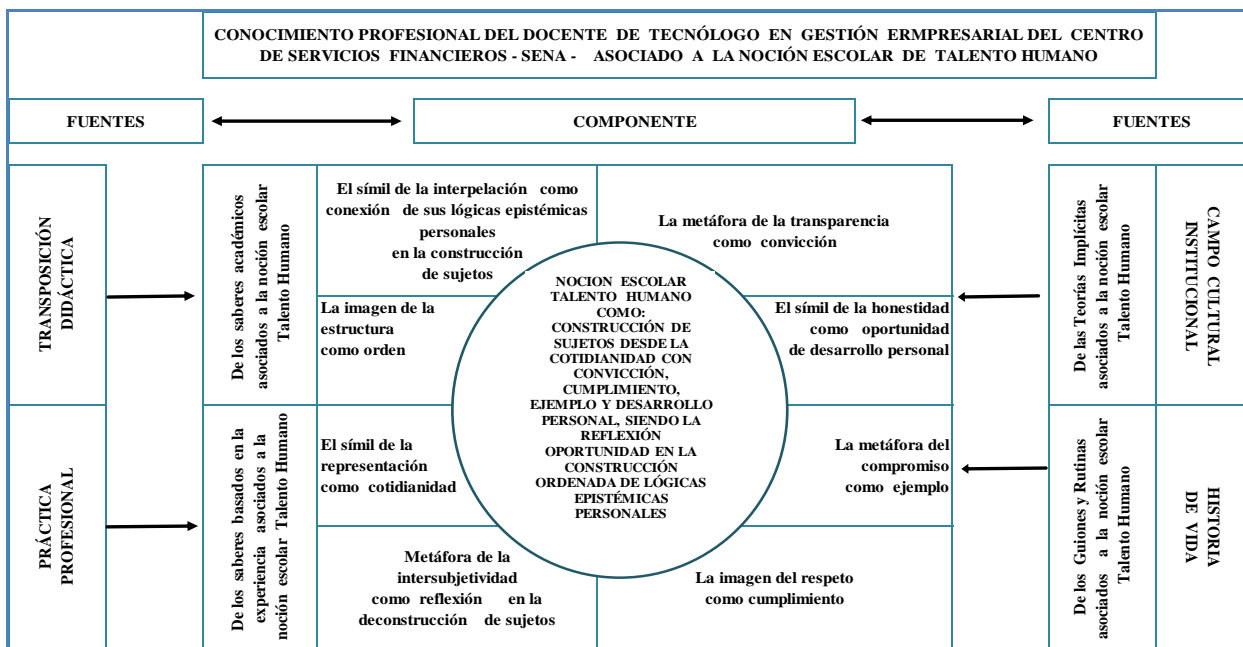 CONOCIMIENTO PROFESIONAL DEL DOCENTE DE TECNÓLOGO EN GESTIÓN ERMPRESARIAL DEL CENTRO
DE SERVICIOS FINANCIEROS - SENA - ASOCIADO A LA NOCIÓN ESCOLAR DE TALENTO HUMANO
FUENTES
COMPONENTE
FUENTES
TRANSPOSICIÓN
DIDÁCTICA
De los saberes académicos
asociados a la noción escolar
Talento Humano
El símil de la interpelación como
conexión de sus lógicas epistémicas
personales
en la construcción
de sujetos
La metáfora de la transparencia
como convicción
La imagen de la
estructura
como orden
El símil de la honestidad
como oportunidad
de desarrollo personal
De las Teorías Implícitas
asociados a la noción escolar
Talento Humano
CAMPO CULTURAL
INSTITUCIONAL
NOCION ESCOLAR
TALENTO HUMANO
COMO:
CONSTRUCCIÓN DE
SUJETOS DESDE LA
COTIDIANIDAD CON
CONVICCIÓN,
CUMPLIMIENTO,
EJEMPLO Y DESARROLLO
PERSONAL, SIENDO LA
REFLEXIÓN
OPORTUNIDAD EN LA
CONSTRUCCIÓN
ORDENADA DE LÓGICAS
EPISTÉMICAS
PERSONALES
PRÁCTICA
PROFESIONAL
De los saberes basados en la
experiencia asociados a la
noción escolar Talento Humano
El símil de la
representación
como cotidianidad
La metáfora del
compromiso
como ejemplo
Metáfora de la
intersubjetividad
como reflexión en la
deconstrucción de sujetos
La imagen del respeto
como cumplimiento
De los Guiones y Rutinas
asociados a la noción escolar
Talento Humano
HISTORIA
DE VIDA